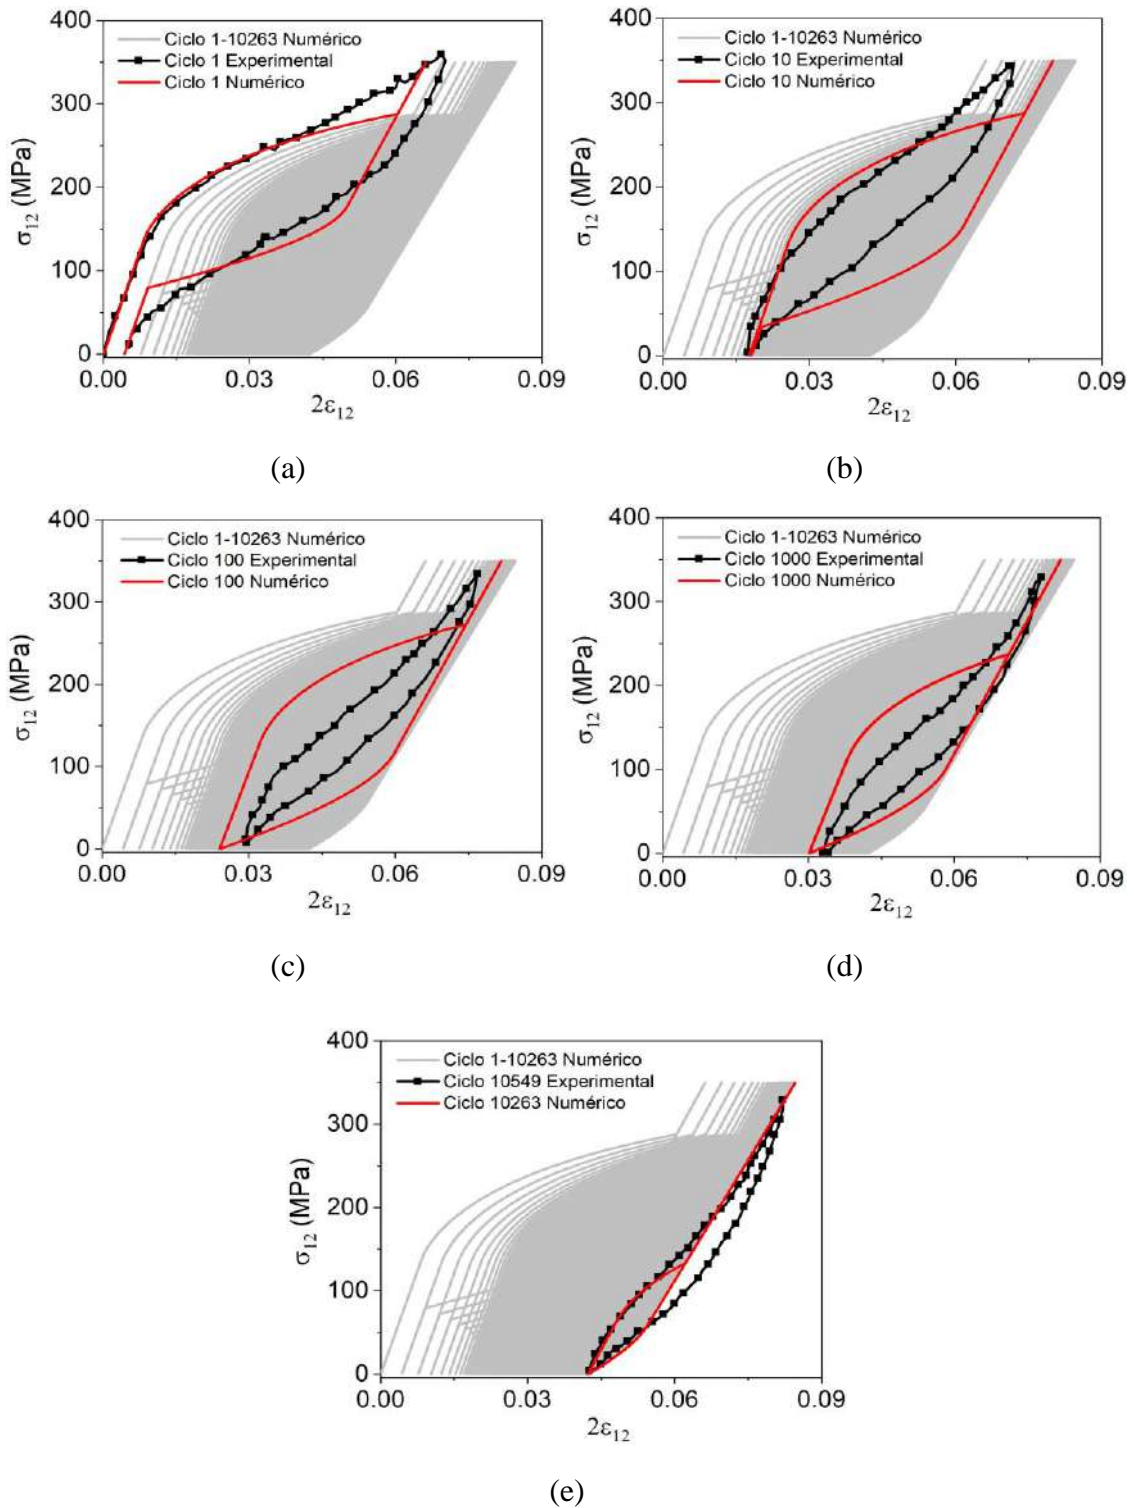 (a)
400
300
200
100
0
σ12 (MPa)
Ciclo 1-10263 Numérico
Ciclo 1 Experimental
Ciclo 1 Numérico
0.00 0.03 0.06 0.09
2ε12
(b)
400
300
200
100
0
σ12 (MPa)
Ciclo 1-10263 Numérico
Ciclo 10 Experimental
Ciclo 10 Numérico
0.00 0.03 0.06 0.09
2ε12
(a)
(b)
400
300
200
100
0
σ12 (MPa)
Ciclo 1-10263 Numérico
Ciclo 100 Experimental
Ciclo 100 Numérico
0.00 0.03 0.06 0.09
2ε12
400
300
200
100
0
σ12 (MPa)
Ciclo 1-10263 Numérico
Ciclo 1000 Experimental
Ciclo 1000 Numérico
0.00 0.03 0.06 0.09
2ε12
(c)
(d)
400
300
200
100
0
σ12 (MPa)
Ciclo 1-10263 Numérico
Ciclo 10549 Experimental
Ciclo 10263 Numérico
0.00 0.03 0.06 0.09
2ε12
(e)